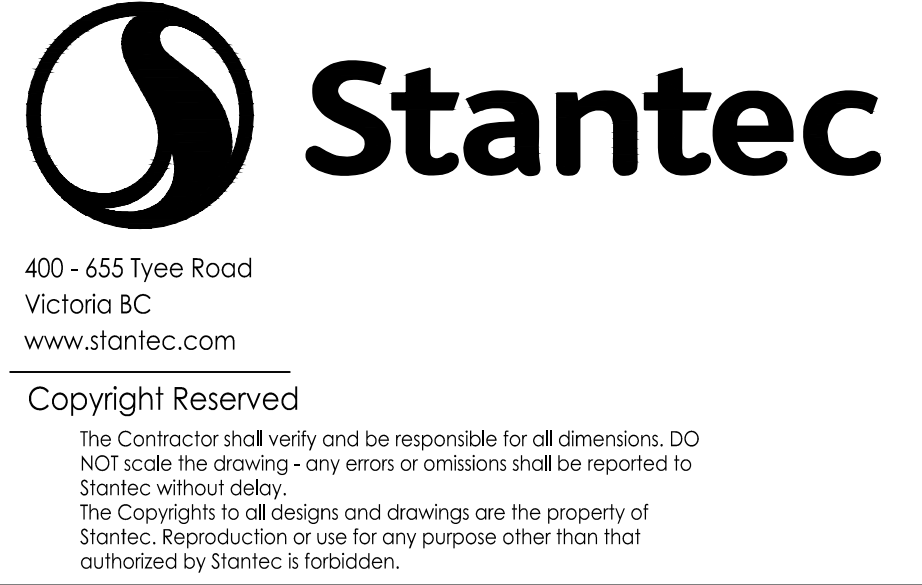 Stantec
400 - 655 Tyee Road
Victoria BC
www.stantec.com
Copyright Reserved
The Contractor shall verify and be responsible for all dimensions. DO
NOT scale the drawing - any errors or omissions shall be reported to
Stantec without delay.
The Copyrights to all designs and drawings are the property of
Stantec. Reproduction or use for any purpose other than that
authorized by Stantec is forbidden.